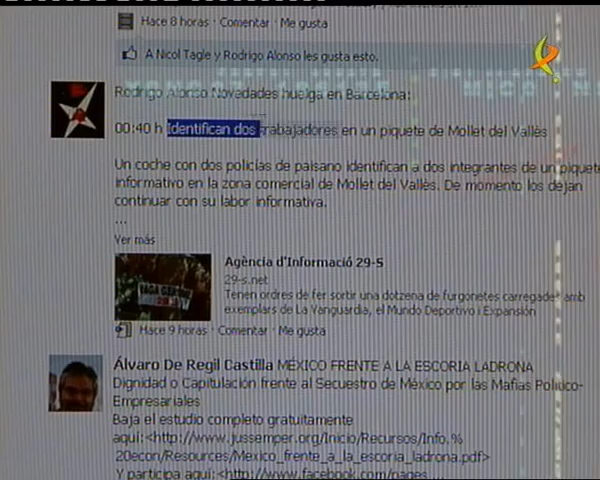 Hace 8 horas · Comentar · Me gusta
A Nicol Tagle y Rodrigo Alonso les gusta esto.
Rodrigo Alonso Novedades huelga en Barcelona:
00:40 h Identifican dos trabajadores en un piquete de Mollet del Vallès
Un coche con dos policías de paisano identifican a dos integrantes de un piquete
informativo en la zona comercial de Mollet del Vallès. De momento los dejan
continuar con su labor informativa.
...
Ver más
Agència d'Informació 29-S
29-s.net
Tenen ordres de fer sortir una dotzena de furgonetes carregades amb
exemplars de La Vanguardia, el Mundo Deportivo i Expansión
Hace 9 horas · Comentar · Me gusta
Álvaro De Regil Castilla MÉXICO FRENTE A LA ESCORIA LADRONA
Dignidad o Capitulación frente al Secuestro de México por las Mafias Político-
Empresariales
Baja el estudio completo gratuitamente
aquí:<http://www.jussemper.org/Inicio/Recursos/Info.%
20econ/Resources/Mexico_frente_a_la_escoria_ladrona.pdf>
Y participa aquí: <http://www.facebook.com/pages